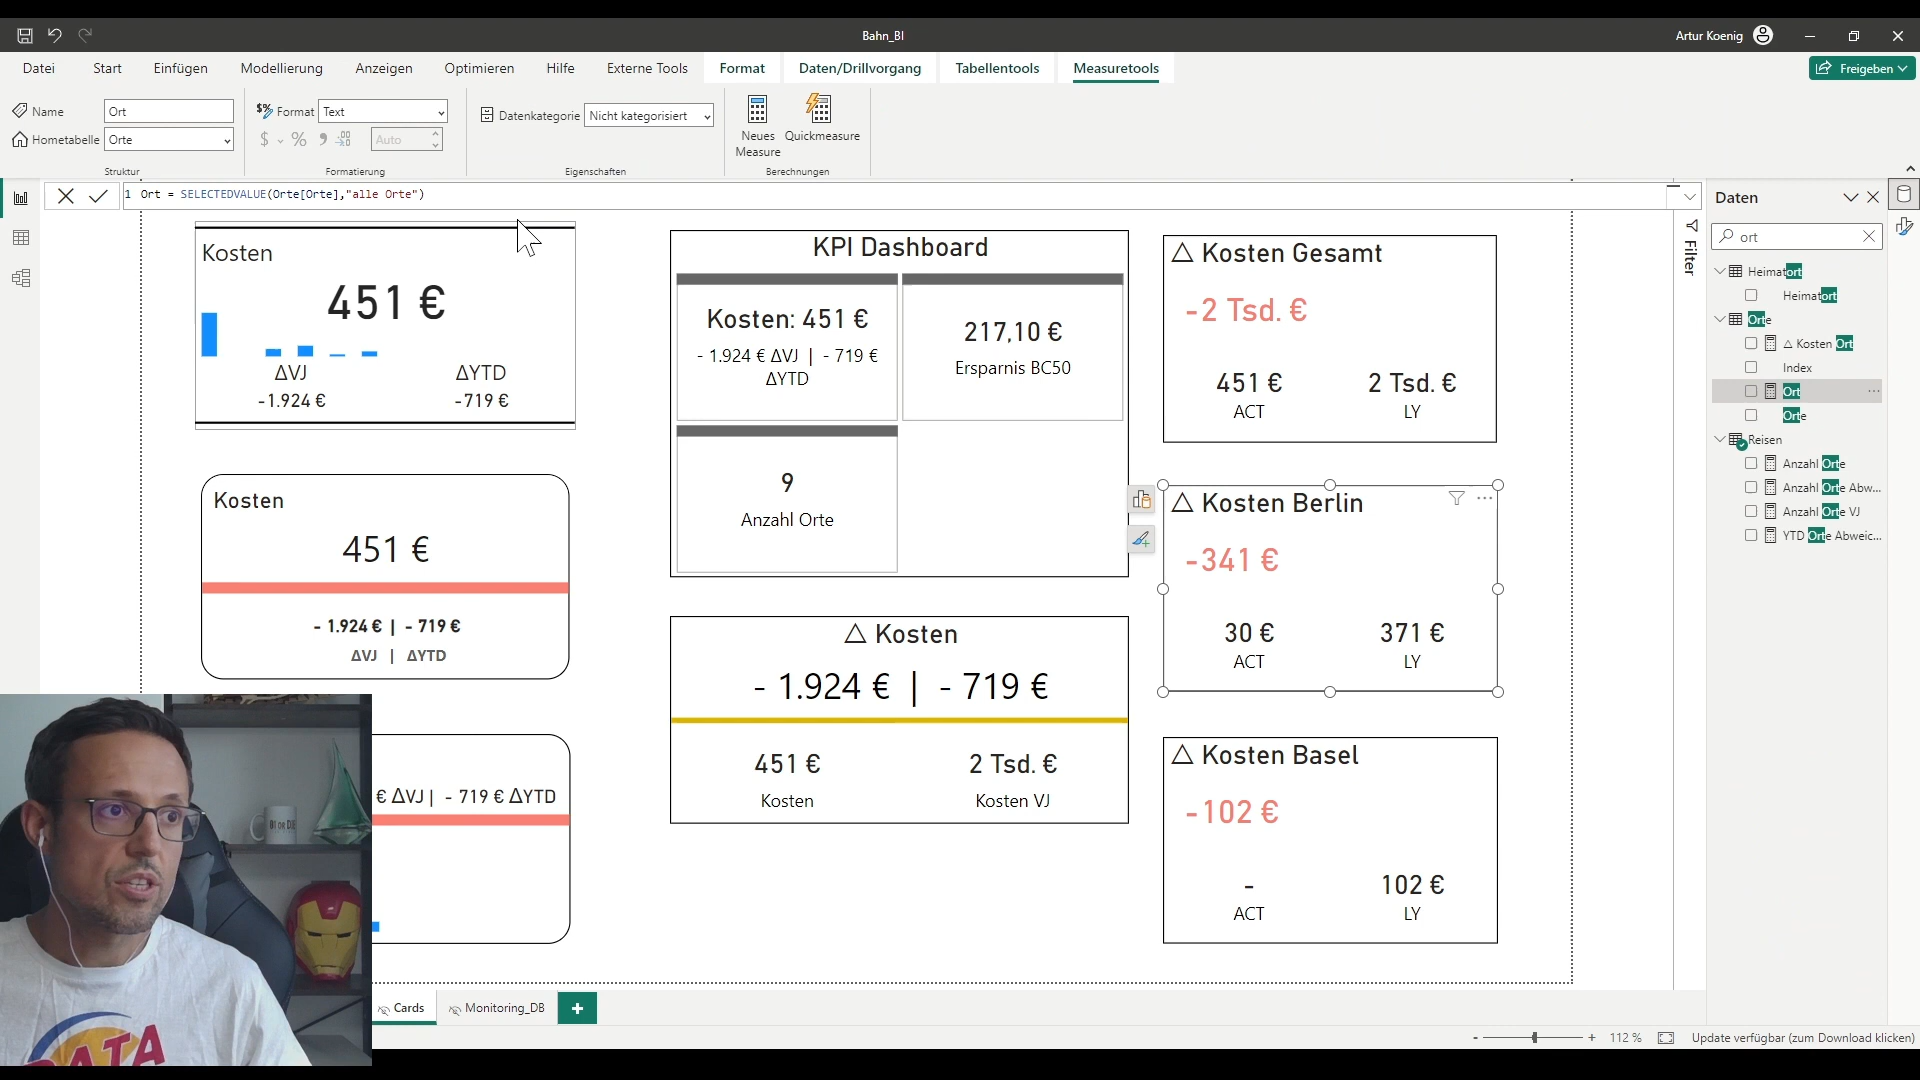 Bahn_BI
Artur Koenig
Datei Start Einfügen Modellierung Anzeigen Optimieren Hilfe Externe Tools Format Daten/Drillvorgang Tabellentools Measuretools
Freigeben
Name Ort
Hometabelle Orte
Struktur
$% Format Text
$ % Auto
Formatierung
Datenkategorie Nicht kategorisiert
Eigenschaften
Neues Measure
Quickmeasure
Berechnungen
1 Ort = SELECTEDVALUE(Orte[Orte],"alle Orte")
Kosten
451 €
ΔVJ ΔYTD
-1.924 € -719 €
Kosten
451 €
- 1.924 € | - 719 €
ΔVJ | ΔYTD
€ ΔVJ | - 719 € ΔYTD
KPI Dashboard
Kosten: 451 €
- 1.924 € ΔVJ | - 719 €
ΔYTD
217,10 €
Ersparnis BC50
9
Anzahl Orte
△ Kosten
- 1.924 € | - 719 €
451 € 2 Tsd. €
Kosten Kosten VJ
△ Kosten Gesamt
-2 Tsd. €
451 € 2 Tsd. €
ACT LY
△ Kosten Berlin
-341 €
30 € 371 €
ACT LY
△ Kosten Basel
-102 €
- 102 €
ACT LY
Filter
Daten
ort
Heimatort
Heimatort
Orte
△ Kosten Ort
Index
Ort
Orte
Reisen
Anzahl Orte
Anzahl Orte Abw...
Anzahl Orte VJ
YTD Orte Abweic...
BI OR DIE
DATA
Cards Monitoring_DB +
- + 112 %
Update verfügbar (zum Download klicken)